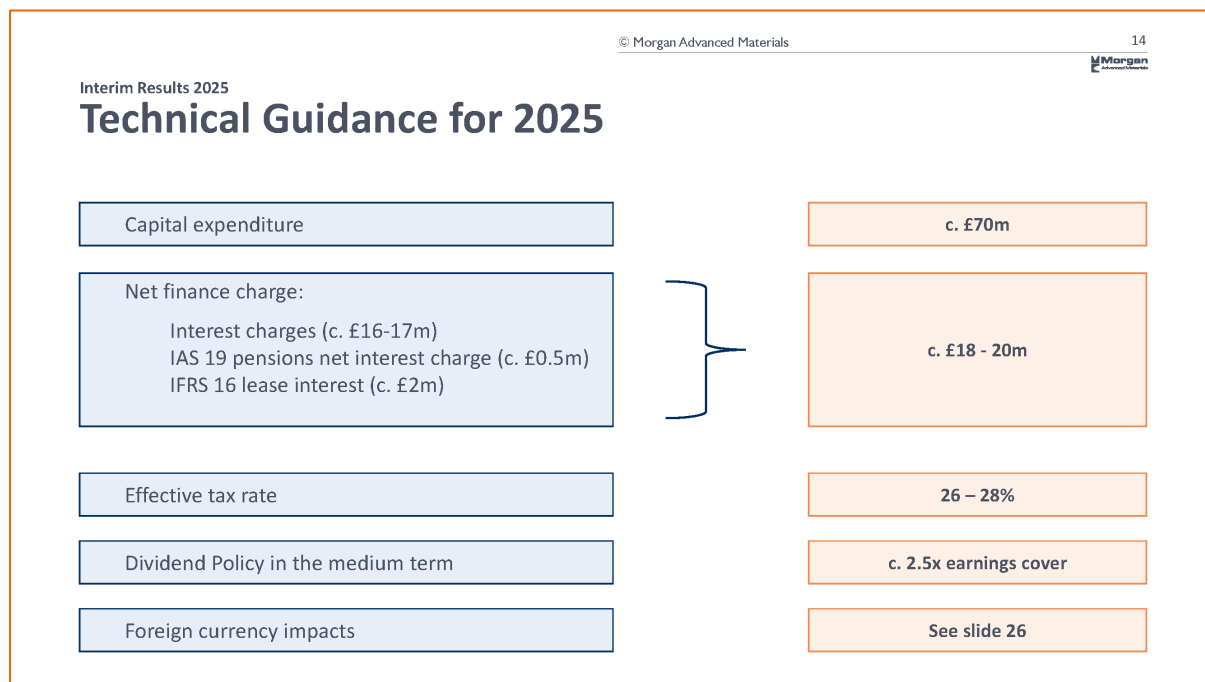 © Morgan Advanced Materials
14
Morgan
Advanced Materials
Interim Results 2025
Technical Guidance for 2025
Capital expenditure
c. £70m
Net finance charge:
Interest charges (c. £16-17m)
IAS 19 pensions net interest charge (c. £0.5m)
IFRS 16 lease interest (c. £2m)
c. £18 - 20m
Effective tax rate
26 – 28%
Dividend Policy in the medium term
c. 2.5x earnings cover
Foreign currency impacts
See slide 26